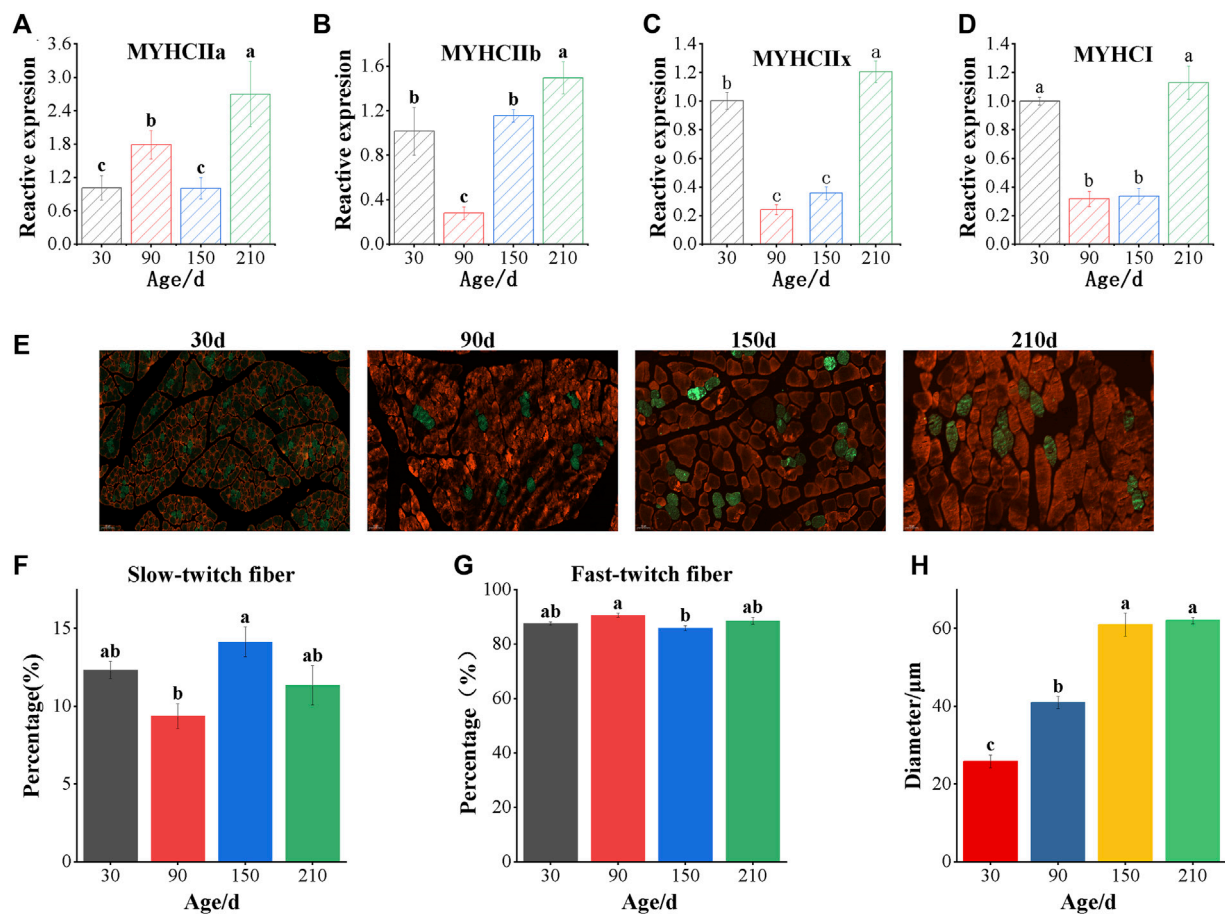 A
MYHCIIa
Reactive expresion
3.6
3.0
2.4
1.8
1.2
0.6
0.0
c
b
c
a
30 90 150 210
Age/d
B
MYHCIIb
Reactive expresion
1.6
1.2
0.8
0.4
0.0
b
c
b
a
30 90 150 210
Age/d
C
MYHCIIx
Reactive expresion
1.4
1.2
1.0
0.8
0.6
0.4
0.2
0.0
b
c
c
a
30 90 150 210
Age/d
D
MYHCI
Reactive expresion
1.4
1.2
1.0
0.8
0.6
0.4
0.2
0.0
a
b
b
a
30 90 150 210
Age/d
E
30d 90d 150d 210d
F
Slow-twitch fiber
Percentage(%)
15
10
5
0
ab
b
a
ab
30 90 150 210
Age/d
G
Fast-twitch fiber
Percentage（%）
100
80
60
40
20
0
ab
a
b
ab
30 90 150 210
Age/d
H
Diameter/μm
60
40
20
0
c
b
a
a
30 90 150 210
Age/d